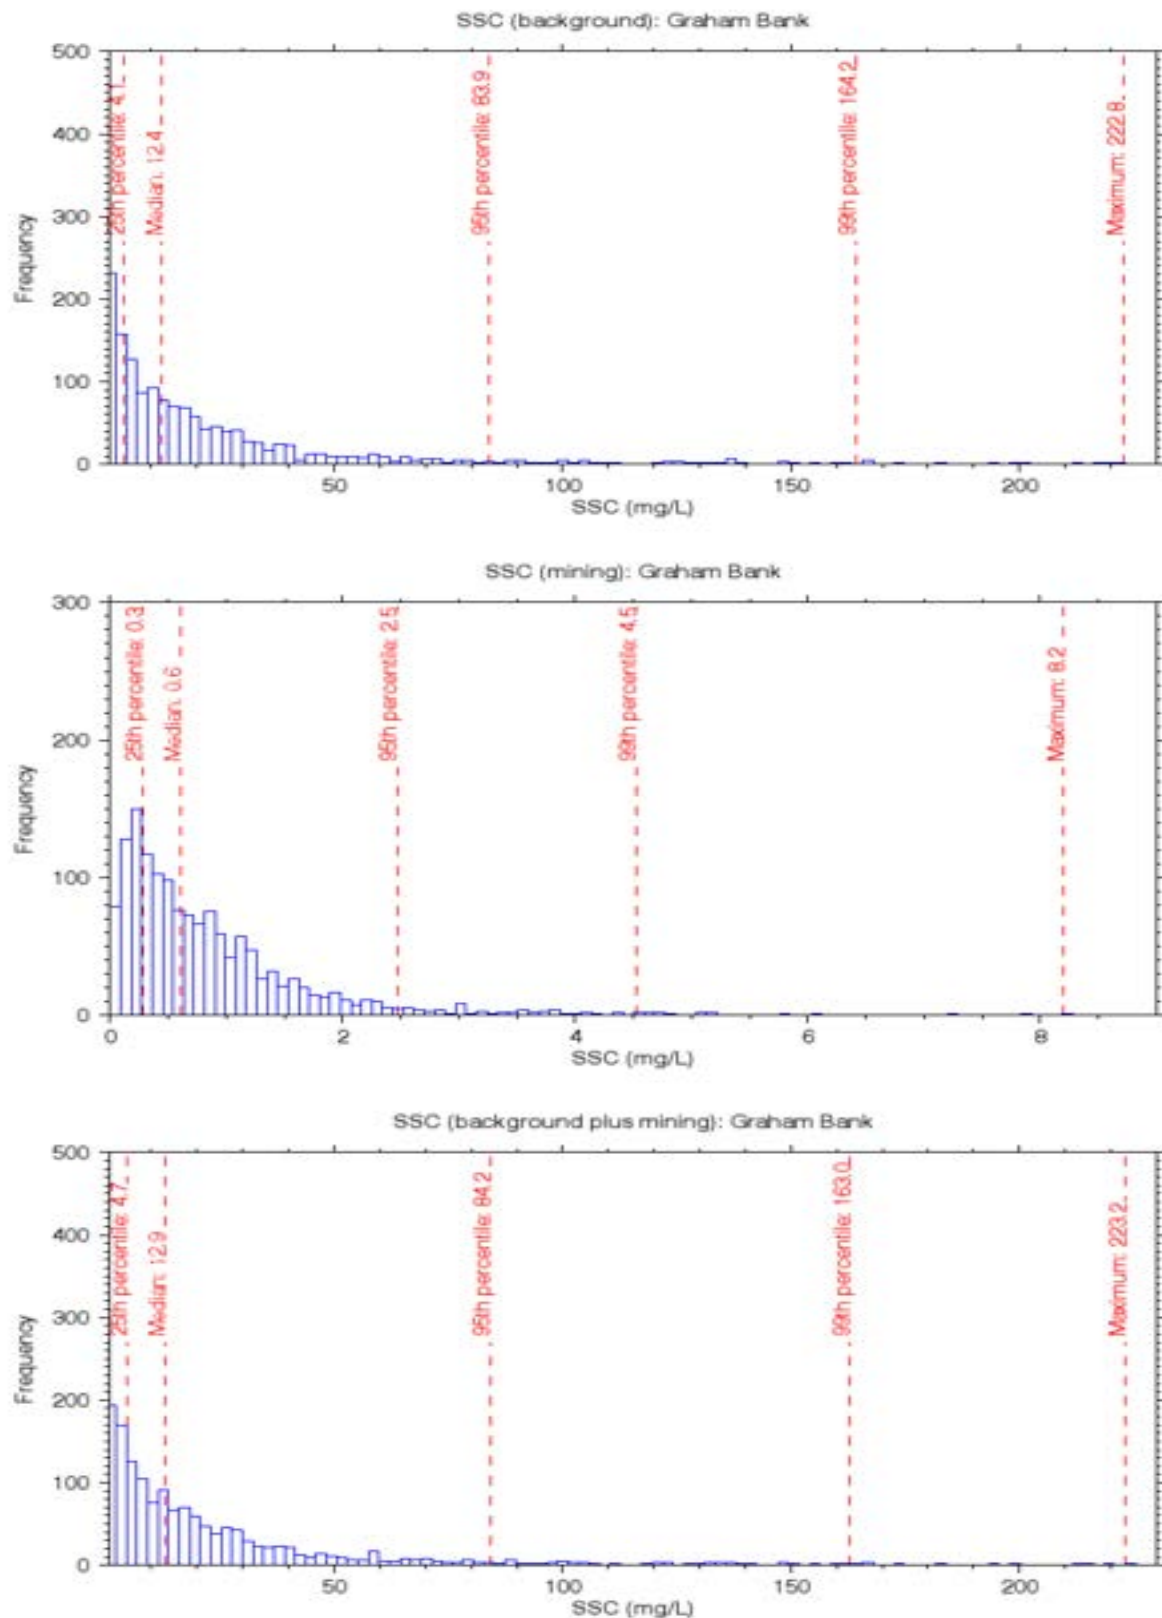 SSC (background): Graham Bank
500
400
300
200
100
0
Frequency
25th percentile: 4.1
Median: 12.4
95th percentile: 83.9
99th percentile: 164.2
Maximum: 222.8
50
100
150
200
SSC (mg/L)
SSC (mining): Graham Bank
300
200
100
0
Frequency
25th percentile: 0.3
Median: 0.6
95th percentile: 2.5
99th percentile: 4.5
Maximum: 8.2
0
2
4
6
8
SSC (mg/L)
SSC (background plus mining): Graham Bank
500
400
300
200
100
0
Frequency
25th percentile: 4.7
Median: 12.9
95th percentile: 84.2
99th percentile: 163.0
Maximum: 223.2
50
100
150
200
SSC (mg/L)